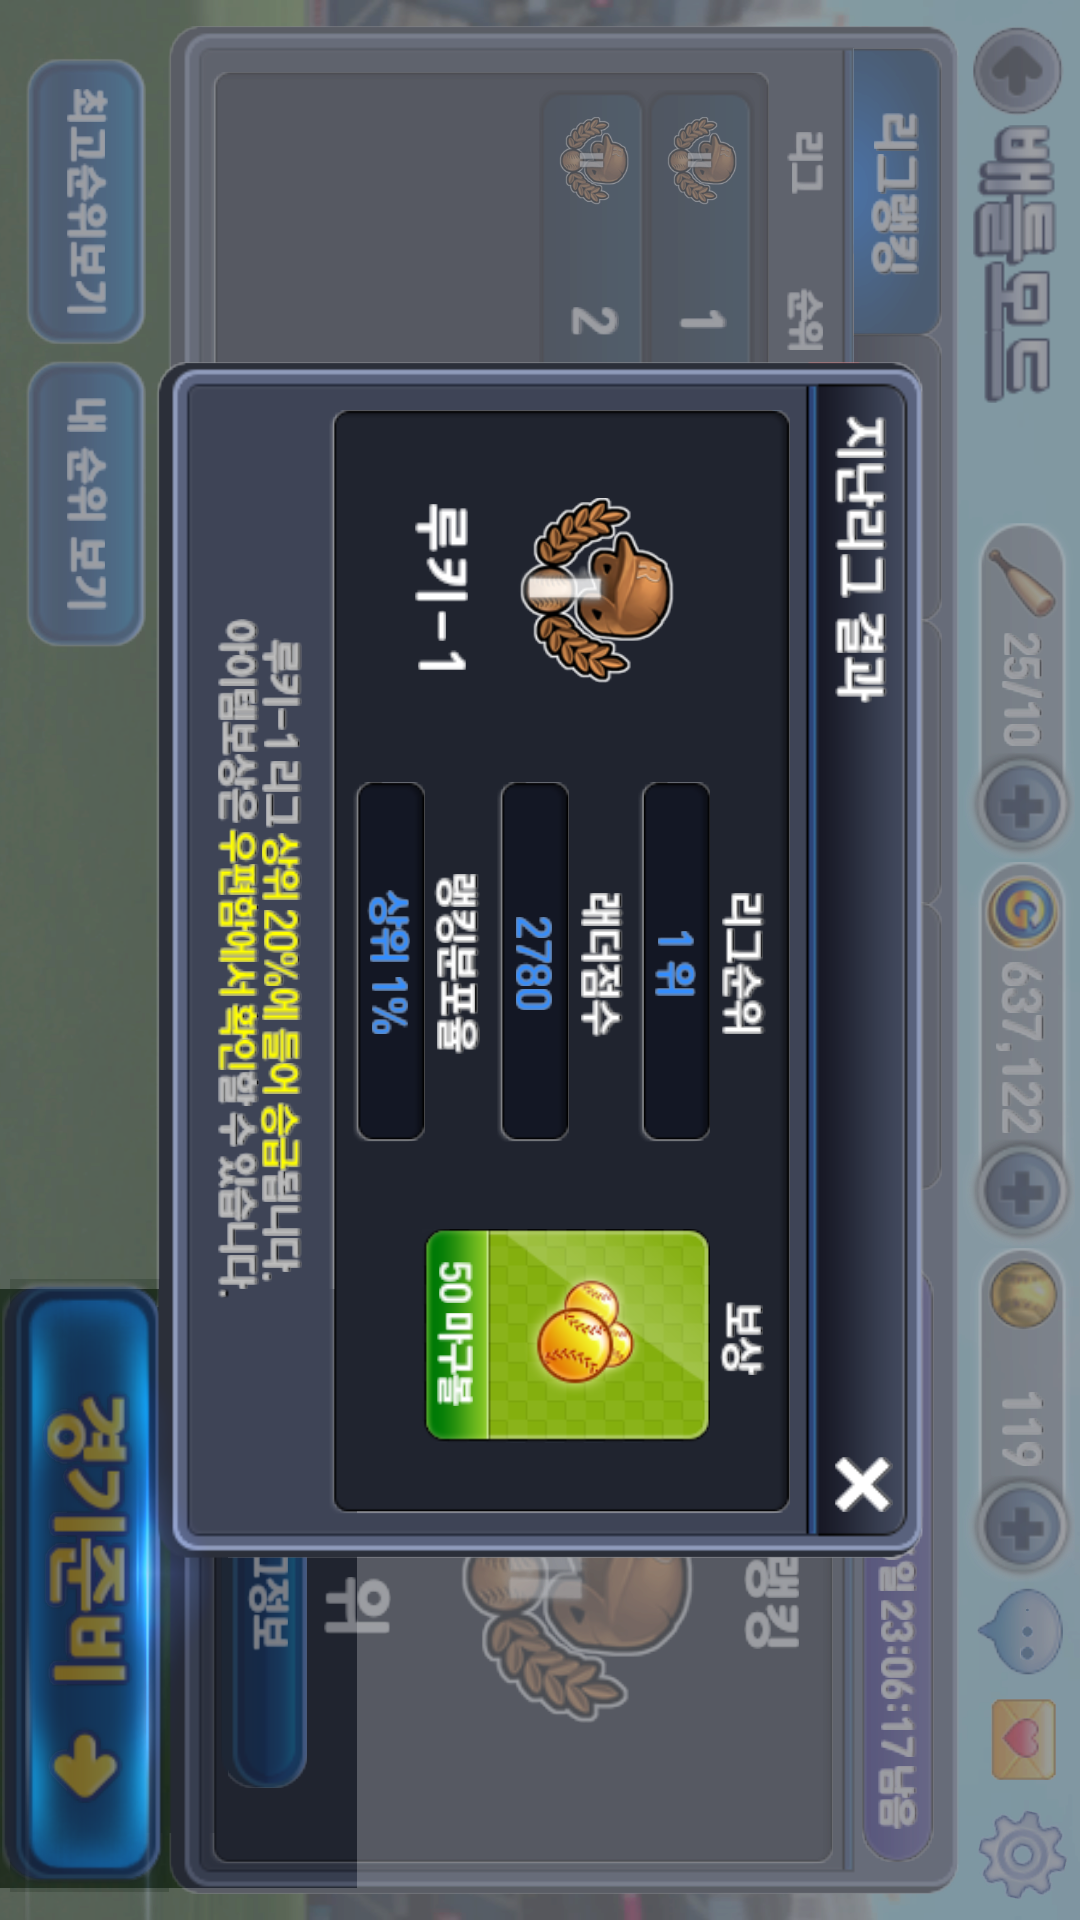 배틀모드
25/10
637,122
119
리그랭킹
일 23:06:17 남음
리그
순위
1
2
랭킹
위
그정보
지난리그 결과
루키-1
리그순위
1 위
래더점수
2780
랭킹분포율
상위 1%
보상
50 마구볼
루키-1 리그 상위 20%에 들어 승급됩니다.
아이템보상은 우편함에서 확인할 수 있습니다.
최고순위보기
내 순위 보기
경기준비